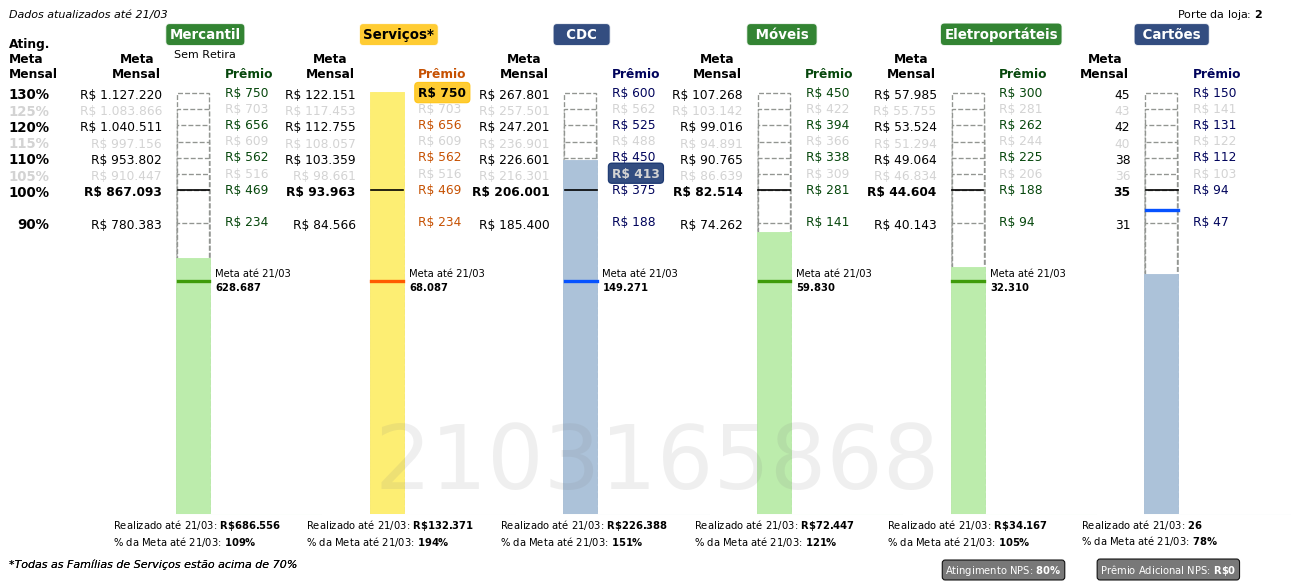 Dados atualizados até 21/03
Porte da loja: 2
Mercantil
Serviços*
CDC
Móveis
Eletroportáteis
Cartões
Sem Retira
Ating. Meta Mensal
Meta Mensal Prêmio Meta Mensal Prêmio Meta Mensal Prêmio Meta Mensal Prêmio Meta Mensal Prêmio Meta Mensal Prêmio
130% R$ 1.127.220 R$ 750 R$ 122.151 R$ 750 R$ 267.801 R$ 600 R$ 107.268 R$ 450 R$ 57.985 R$ 300 45 R$ 150
125% R$ 1.083.866 R$ 703 R$ 117.453 R$ 703 R$ 257.501 R$ 562 R$ 103.142 R$ 422 R$ 55.755 R$ 281 43 R$ 141
120% R$ 1.040.511 R$ 656 R$ 112.755 R$ 656 R$ 247.201 R$ 525 R$ 99.016 R$ 394 R$ 53.524 R$ 262 42 R$ 131
115% R$ 997.156 R$ 609 R$ 108.057 R$ 609 R$ 236.901 R$ 488 R$ 94.891 R$ 366 R$ 51.294 R$ 244 40 R$ 122
110% R$ 953.802 R$ 562 R$ 103.359 R$ 562 R$ 226.601 R$ 450 R$ 90.765 R$ 338 R$ 49.064 R$ 225 38 R$ 112
105% R$ 910.447 R$ 516 R$ 98.661 R$ 516 R$ 216.301 R$ 413 R$ 86.639 R$ 309 R$ 46.834 R$ 206 36 R$ 103
100% R$ 867.093 R$ 469 R$ 93.963 R$ 469 R$ 206.001 R$ 375 R$ 82.514 R$ 281 R$ 44.604 R$ 188 35 R$ 94
90% R$ 780.383 R$ 234 R$ 84.566 R$ 234 R$ 185.400 R$ 188 R$ 74.262 R$ 141 R$ 40.143 R$ 94 31 R$ 47
Meta até 21/03 Meta até 21/03 Meta até 21/03 Meta até 21/03 Meta até 21/03
628.687 68.087 149.271 59.830 32.310
2103165868
Realizado até 21/03: R$686.556 Realizado até 21/03: R$132.371 Realizado até 21/03: R$226.388 Realizado até 21/03: R$72.447 Realizado até 21/03: R$34.167 Realizado até 21/03: 26
% da Meta até 21/03: 109% % da Meta até 21/03: 194% % da Meta até 21/03: 151% % da Meta até 21/03: 121% % da Meta até 21/03: 105% % da Meta até 21/03: 78%
*Todas as Famílias de Serviços estão acima de 70%
Atingimento NPS: 80%
Prêmio Adicional NPS: R$0